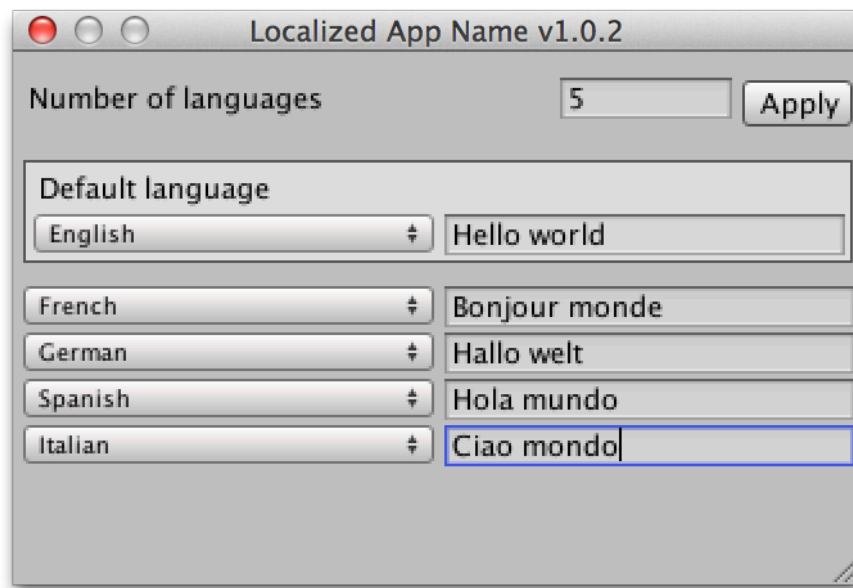 Localized App Name v1.0.2
Number of languages 5 Apply
Default language
English Hello world
French Bonjour monde
German Hallo welt
Spanish Hola mundo
Italian Ciao mondo